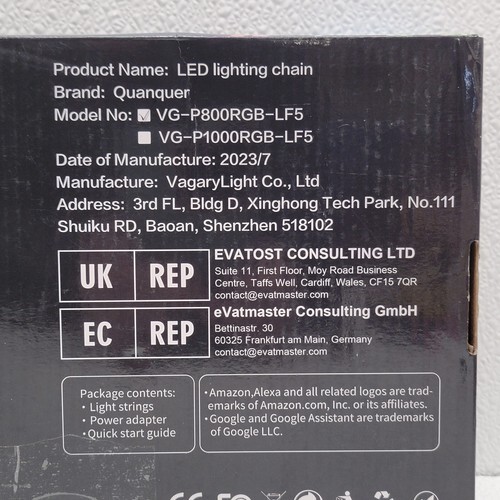 Product Name: LED lighting chain
Brand: Quanquer
Model No: VG-P800RGB-LF5
VG-P1000RGB-LF5
Date of Manufacture: 2023/7
Manufacture: VagaryLight Co., Ltd
Address: 3rd FL, Bldg D, Xinghong Tech Park, No.111
Shuiku RD, Baoan, Shenzhen 518102
UK REP
EVATOST CONSULTING LTD
Suite 11, First Floor, Moy Road Business
Centre, Taffs Well, Cardiff, Wales, CF15 7QR
contact@evatmaster.com
EC REP
eVatmaster Consulting GmbH
Bettinastr. 30
60325 Frankfurt am Main, Germany
contact@evatmaster.com
Package contents:
• Light strings
• Power adapter
• Quick start guide
• Amazon,Alexa and all related logos are trad-
emarks of Amazon.com, Inc. or its affiliates.
• Google and Google Assistant are trademarks
of Google LLC.